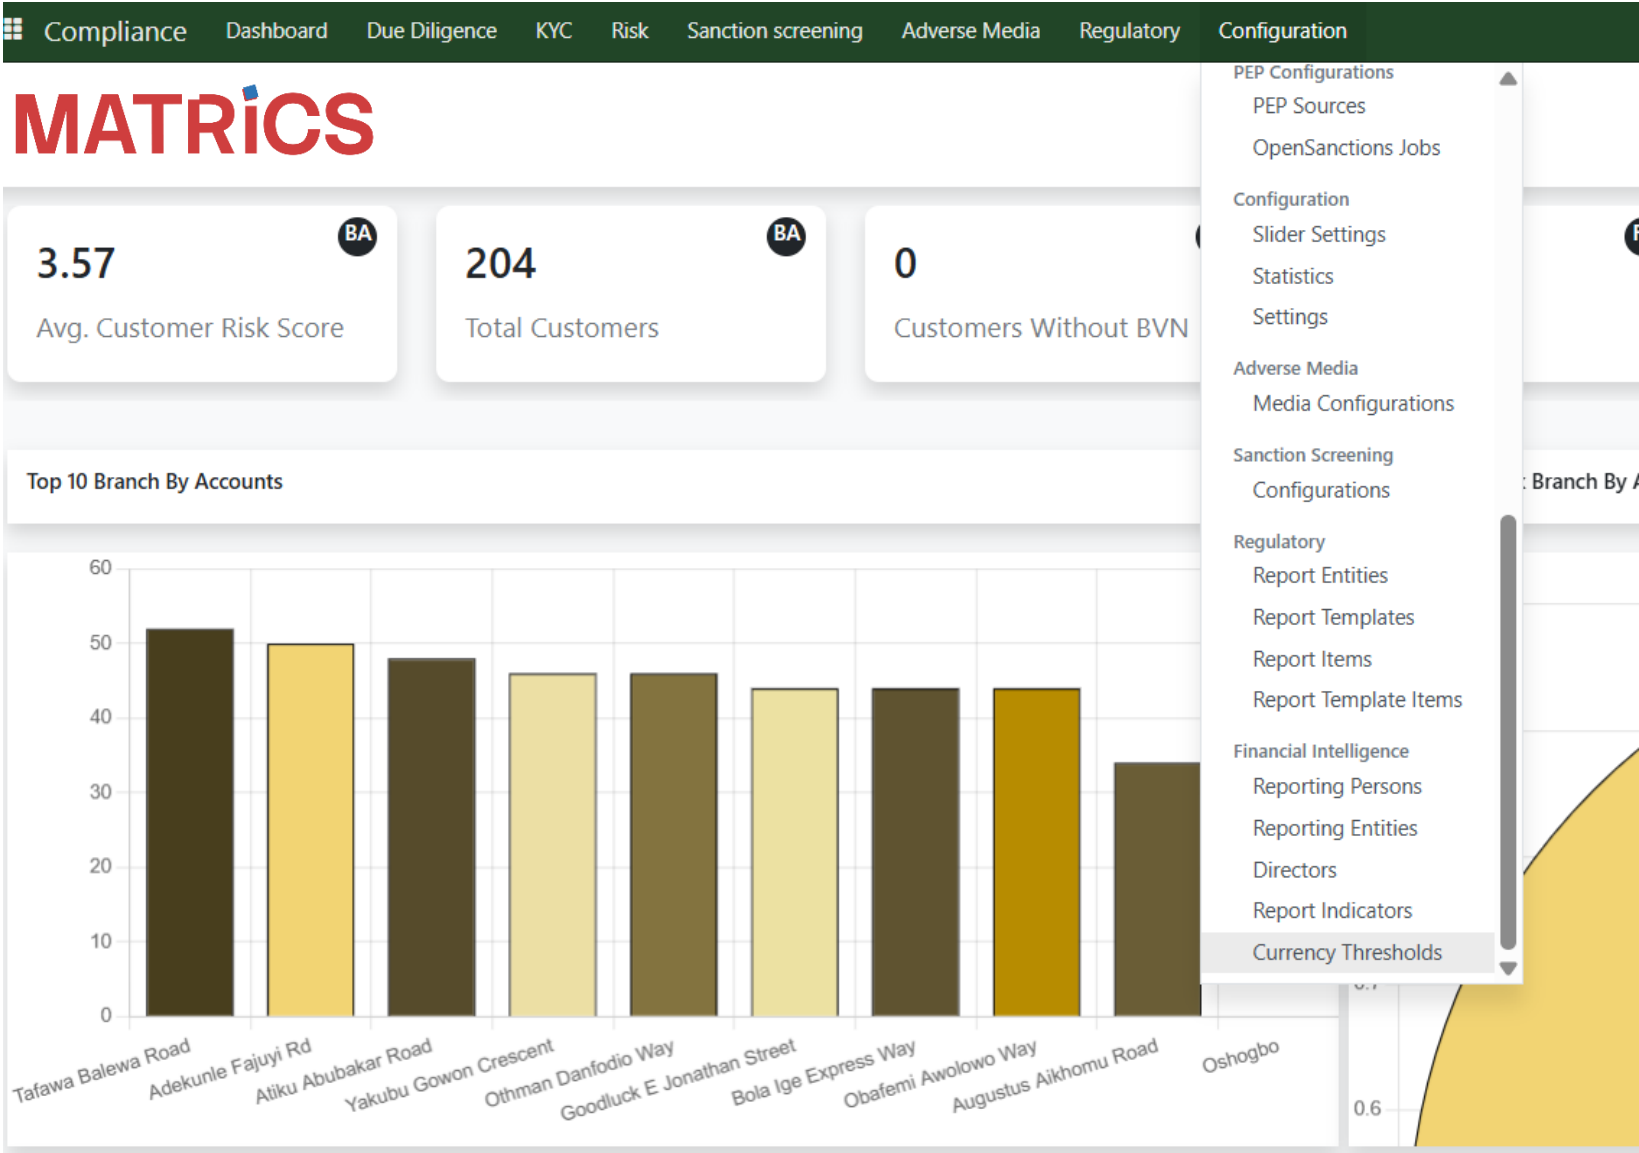 Compliance
Dashboard
Due Diligence
KYC
Risk
Sanction screening
Adverse Media
Regulatory
Configuration
MATRiCS
3.57
BA
Avg. Customer Risk Score
204
BA
Total Customers
0
Customers Without BVN
PEP Configurations
PEP Sources
OpenSanctions Jobs
Configuration
Slider Settings
Statistics
Settings
Adverse Media
Media Configurations
Sanction Screening
Configurations
Regulatory
Report Entities
Report Templates
Report Items
Report Template Items
Financial Intelligence
Reporting Persons
Reporting Entities
Directors
Report Indicators
Currency Thresholds
Top 10 Branch By Accounts
Branch By
60
50
40
30
20
10
0
Tafawa Balewa Road
Adekunle Fajuyi Rd
Atiku Abubakar Road
Yakubu Gowon Crescent
Othman Danfodio Way
Goodluck E Jonathan Street
Bola Ige Express Way
Obafemi Awolowo Way
Augustus Aikhomu Road
Oshogbo
0.6